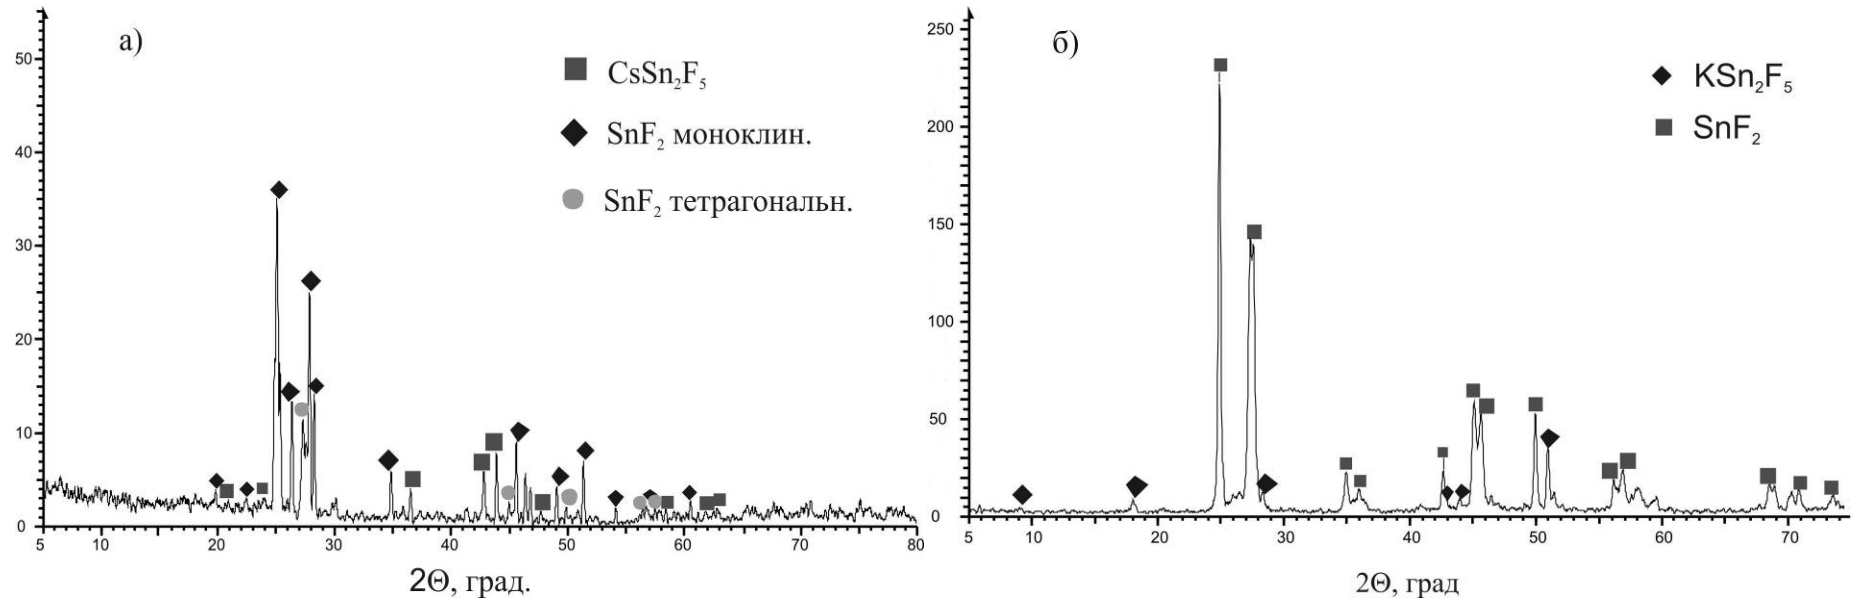 а)
CsSn₂F₅
SnF₂ моноклин.
SnF₂ тетрагональн.
50
40
30
20
10
0
5 10 20 30 40 50 60 70 80
2Θ, град.
б)
KSn₂F₅
SnF₂
250
200
150
100
50
0
5 10 20 30 40 50 60 70
2Θ, град